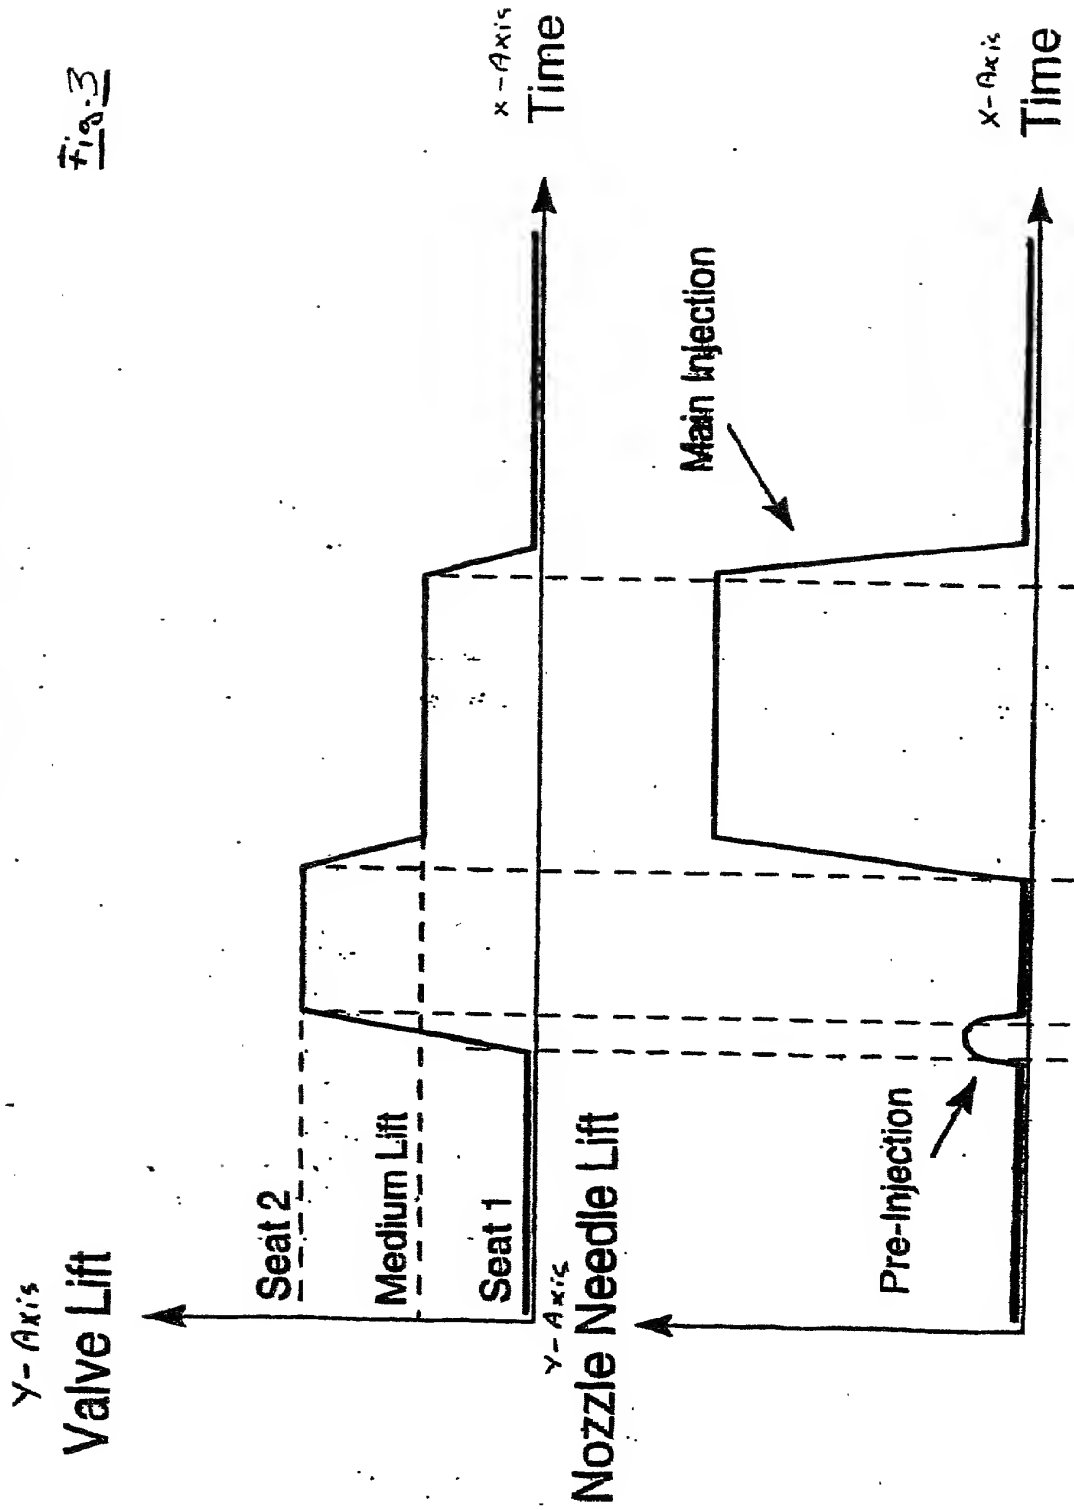 Fig. 3
Y-Axis
Valve Lift
Seat 2
Medium Lift
Seat 1
x-Axis
Time
Y-Axis
Nozzle Needle Lift
Pre-Injection
Main Injection
X-Axis
Time